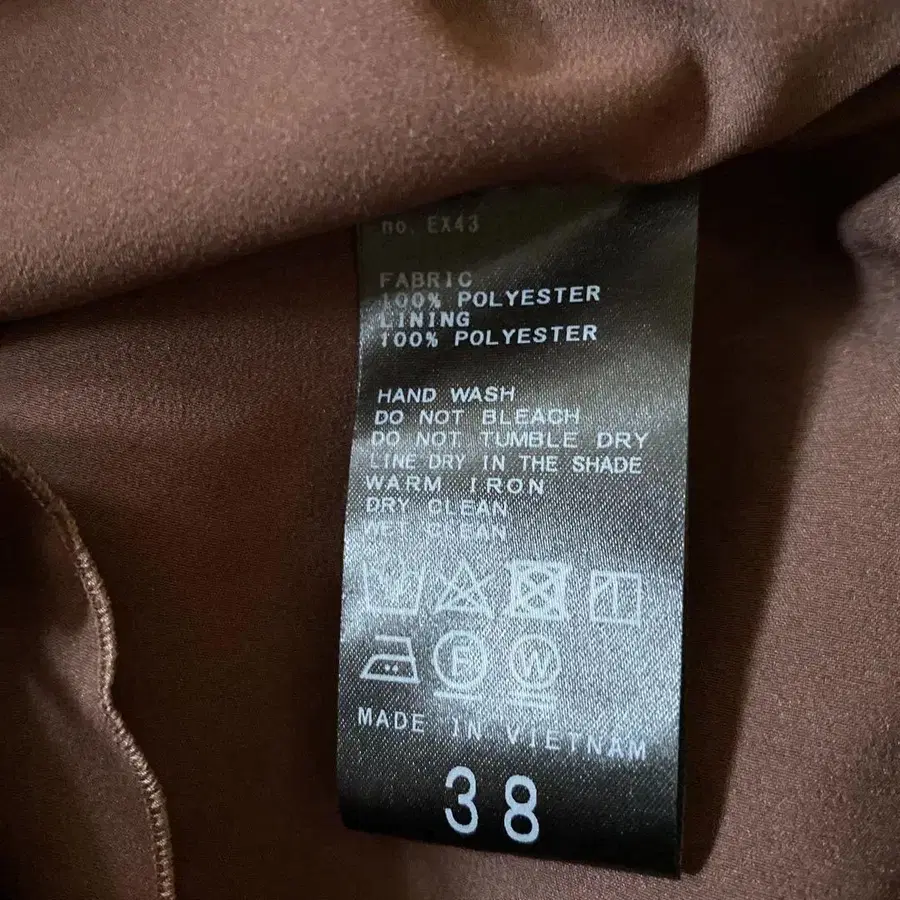 no. EX43
FABRIC
100% POLYESTER
LINING
100% POLYESTER
HAND WASH
DO NOT BLEACH
DO NOT TUMBLE DRY
LINE DRY IN THE SHADE
WARM IRON
DRY CLEAN
WET CLEAN
F W
MADE IN VIETNAM
38